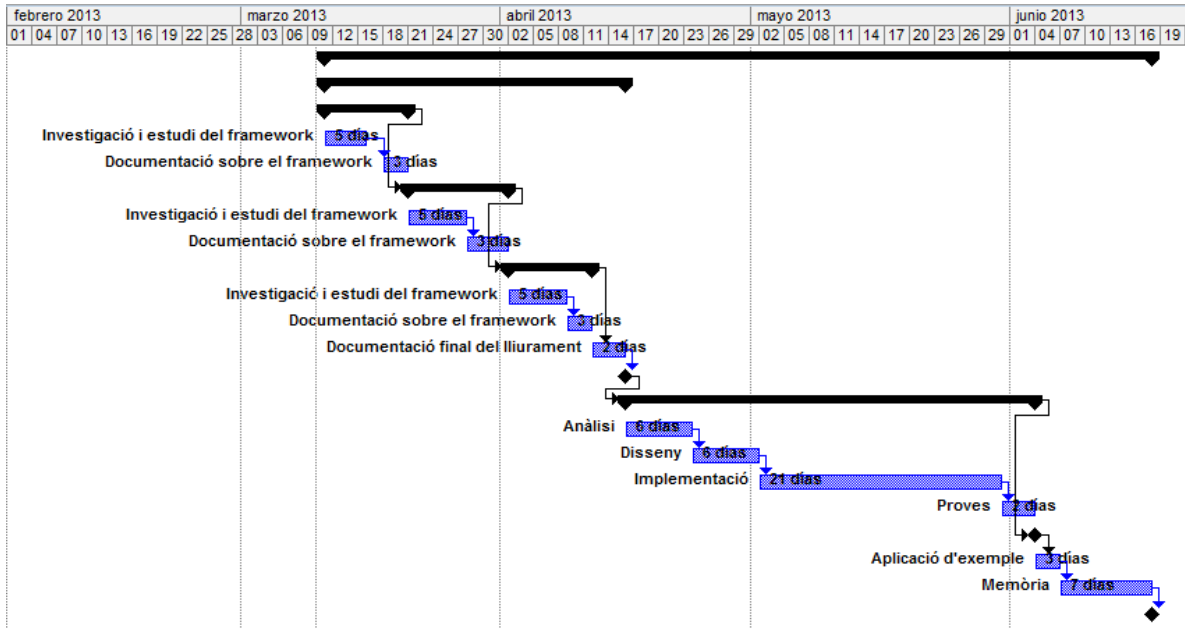 febrero 2013 marzo 2013 abril 2013 mayo 2013 junio 2013
01 04 07 10 13 16 19 22 25 28 03 06 09 12 15 18 21 24 27 30 02 05 08 11 14 17 20 23 26 29 02 05 08 11 14 17 20 23 26 29 01 04 07 10 13 16 19
Investigació i estudi del framework 5 días
Documentació sobre el framework 3 días
Investigació i estudi del framework 5 días
Documentació sobre el framework 3 días
Investigació i estudi del framework 5 días
Documentació sobre el framework 3 días
Documentació final del lliurament 2 días
Anàlisi 6 días
Disseny 6 días
Implementació 21 días
Proves 2 días
Aplicació d'exemple 3 días
Memòria 7 días